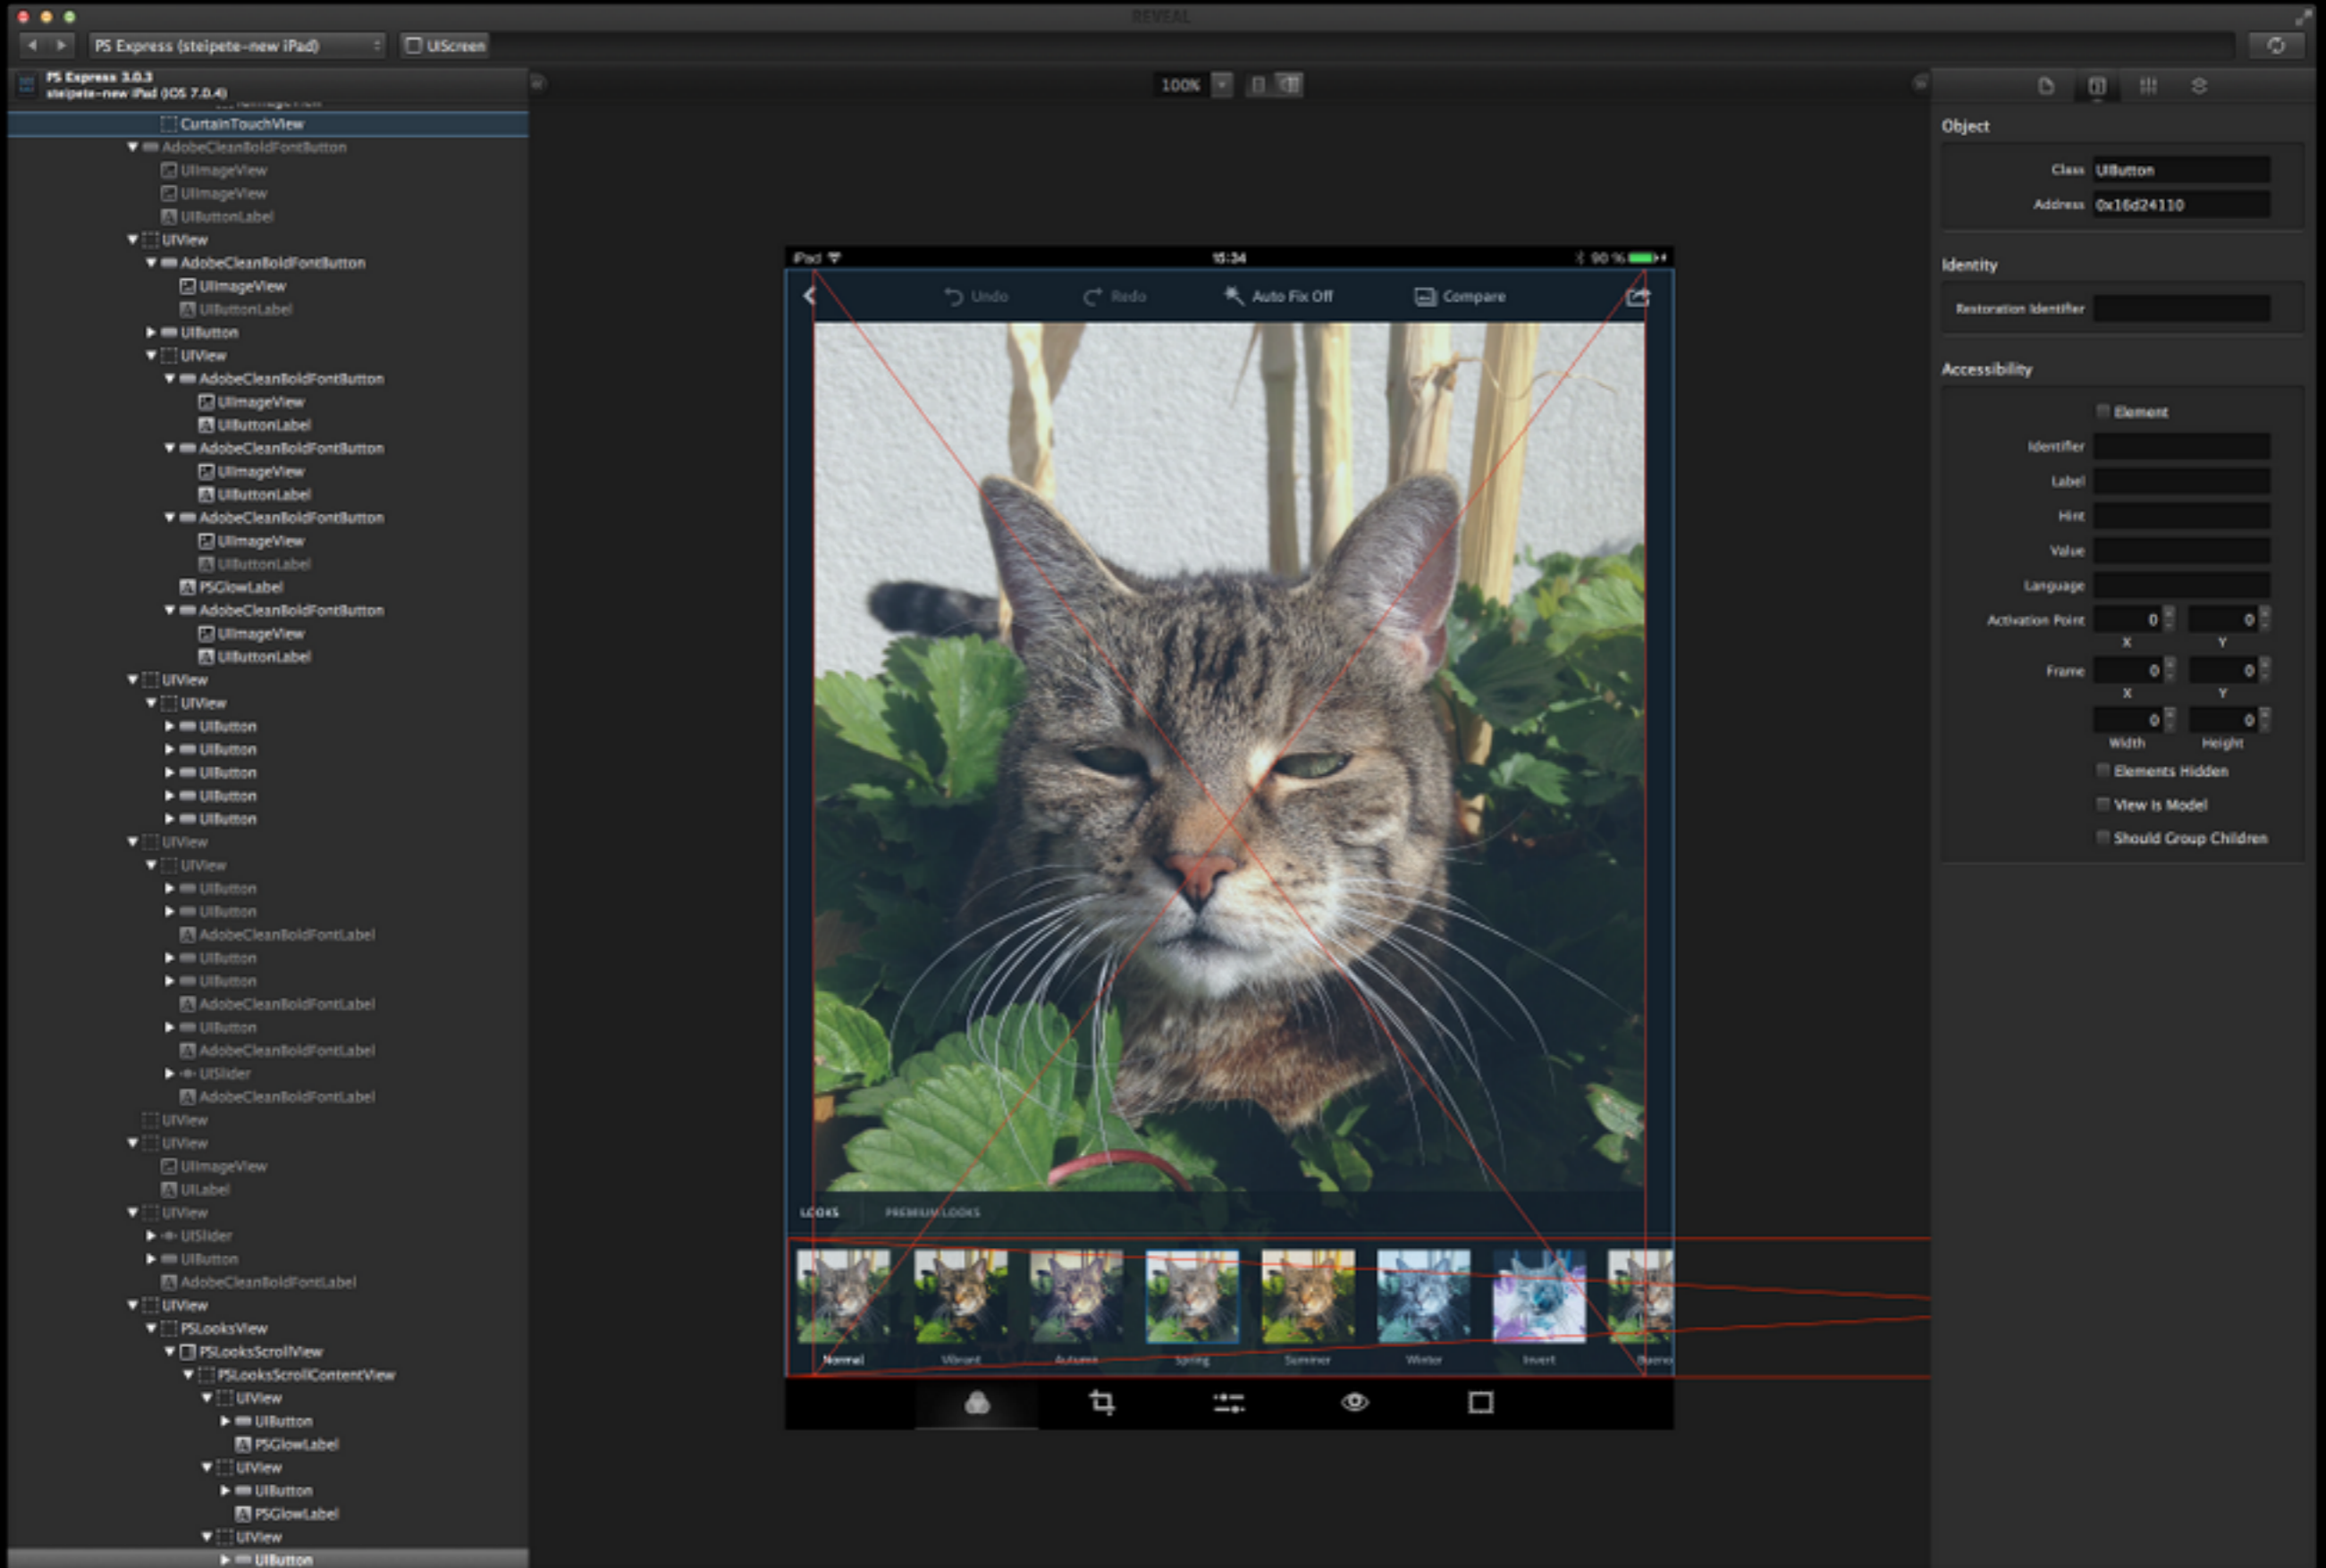 REVEAL
PS Express (steipete-new iPad)
UIScreen
PS Express 3.0.3
steipete-new iPad (iOS 7.0.4)
100%
UIImageView
CurtainTouchView
AdobeCleanBoldFontButton
UIImageView
UIImageView
UIButtonLabel
UIView
AdobeCleanBoldFontButton
UIImageView
UIButtonLabel
UIButton
UIView
AdobeCleanBoldFontButton
UIImageView
UIButtonLabel
AdobeCleanBoldFontButton
UIImageView
UIButtonLabel
AdobeCleanBoldFontButton
UIImageView
UIButtonLabel
PSGlowLabel
AdobeCleanBoldFontButton
UIImageView
UIButtonLabel
UIView
UIView
UIButton
UIButton
UIButton
UIButton
UIButton
UIView
UIView
UIButton
UIButton
AdobeCleanBoldFontLabel
UIButton
UIButton
AdobeCleanBoldFontLabel
UIButton
AdobeCleanBoldFontLabel
UISlider
AdobeCleanBoldFontLabel
UIView
UIView
UIImageView
UILabel
UIView
UISlider
UIButton
AdobeCleanBoldFontLabel
UIView
PSLooksView
PSLooksScrollView
PSLooksScrollContentView
UIView
UIButton
PSGlowLabel
UIView
UIButton
PSGlowLabel
UIView
UIButton
iPad 15:34 90 %
Undo Redo Auto Fix Off Compare
LOOKS PREMIUM LOOKS
Normal Vibrant Autumn Spring Summer Winter Invert Bueno
Object
Class UIButton
Address 0x16d24110
Identity
Restoration Identifier
Accessibility
Element
Identifier
Label
Hint
Value
Language
Activation Point 0 0
X Y
Frame 0 0
X Y
0 0
Width Height
Elements Hidden
View is Model
Should Group Children